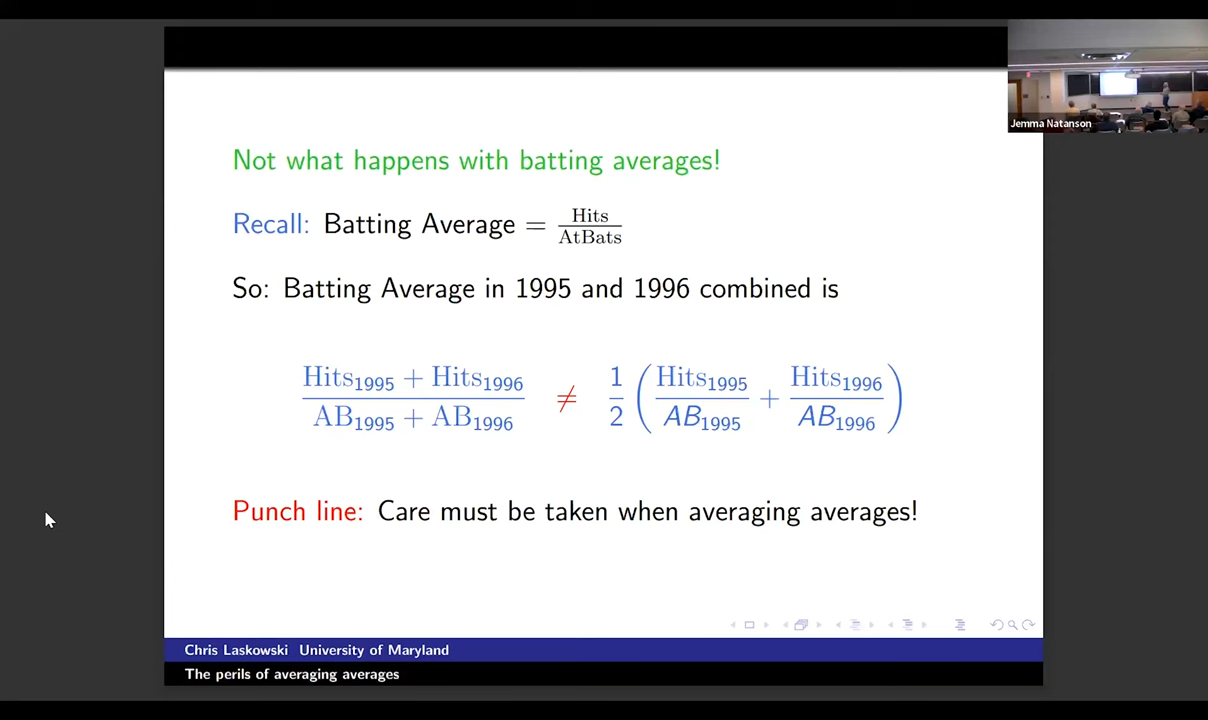 Jemma Natanson
Not what happens with batting averages!
Recall: Batting Average = Hits / AtBats
So: Batting Average in 1995 and 1996 combined is
Hits₁₉₉₅ + Hits₁₉₉₆ / AB₁₉₉₅ + AB₁₉₉₆ ≠ 1/2 ( Hits₁₉₉₅ / AB₁₉₉₅ + Hits₁₉₉₆ / AB₁₉₉₆ )
Punch line: Care must be taken when averaging averages!
Chris Laskowski University of Maryland
The perils of averaging averages